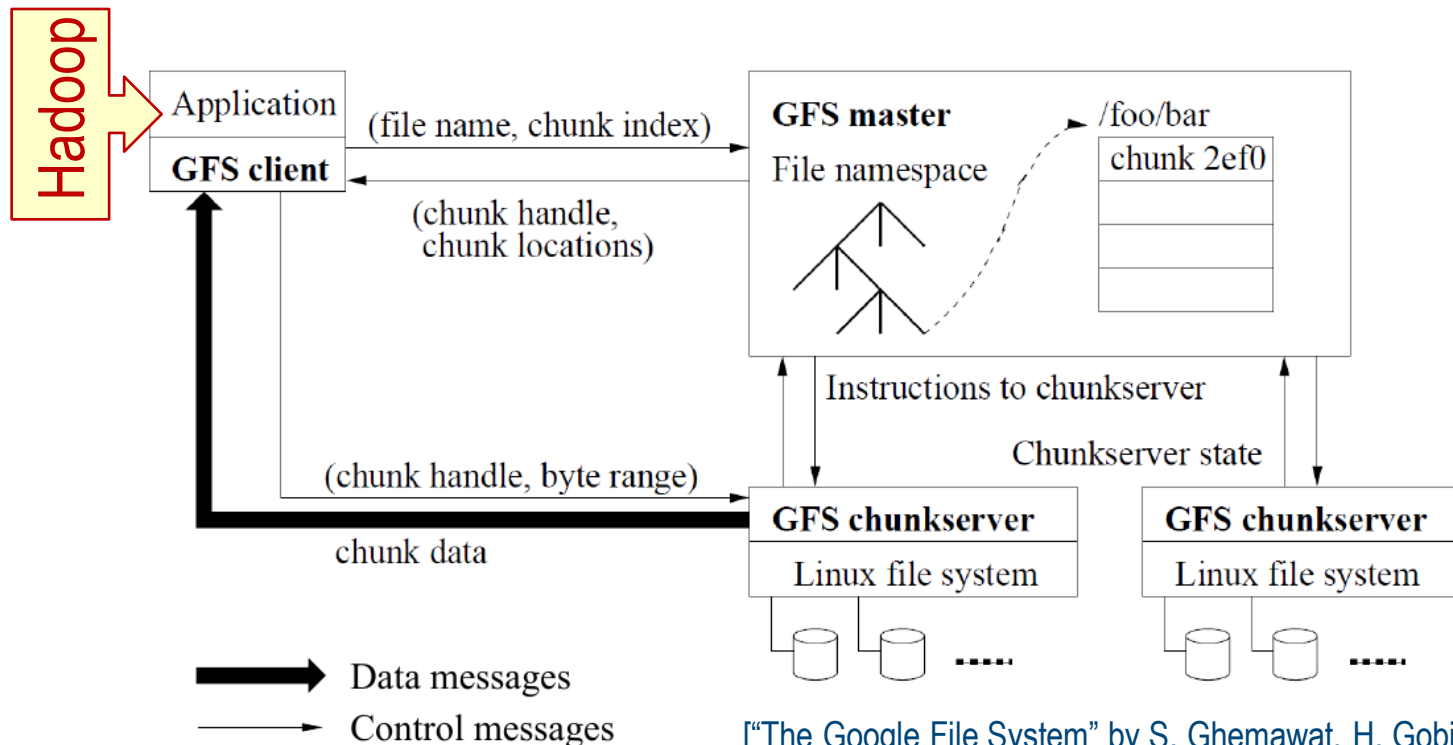 Hadoop
Application
GFS client
(file name, chunk index)
(chunk handle,
chunk locations)
GFS master
File namespace
/foo/bar
chunk 2ef0
Instructions to chunkserver
Chunkserver state
(chunk handle, byte range)
chunk data
GFS chunkserver
Linux file system
GFS chunkserver
Linux file system
Data messages
Control messages
["The Google File System" by S. Ghemawat, H. Gobi